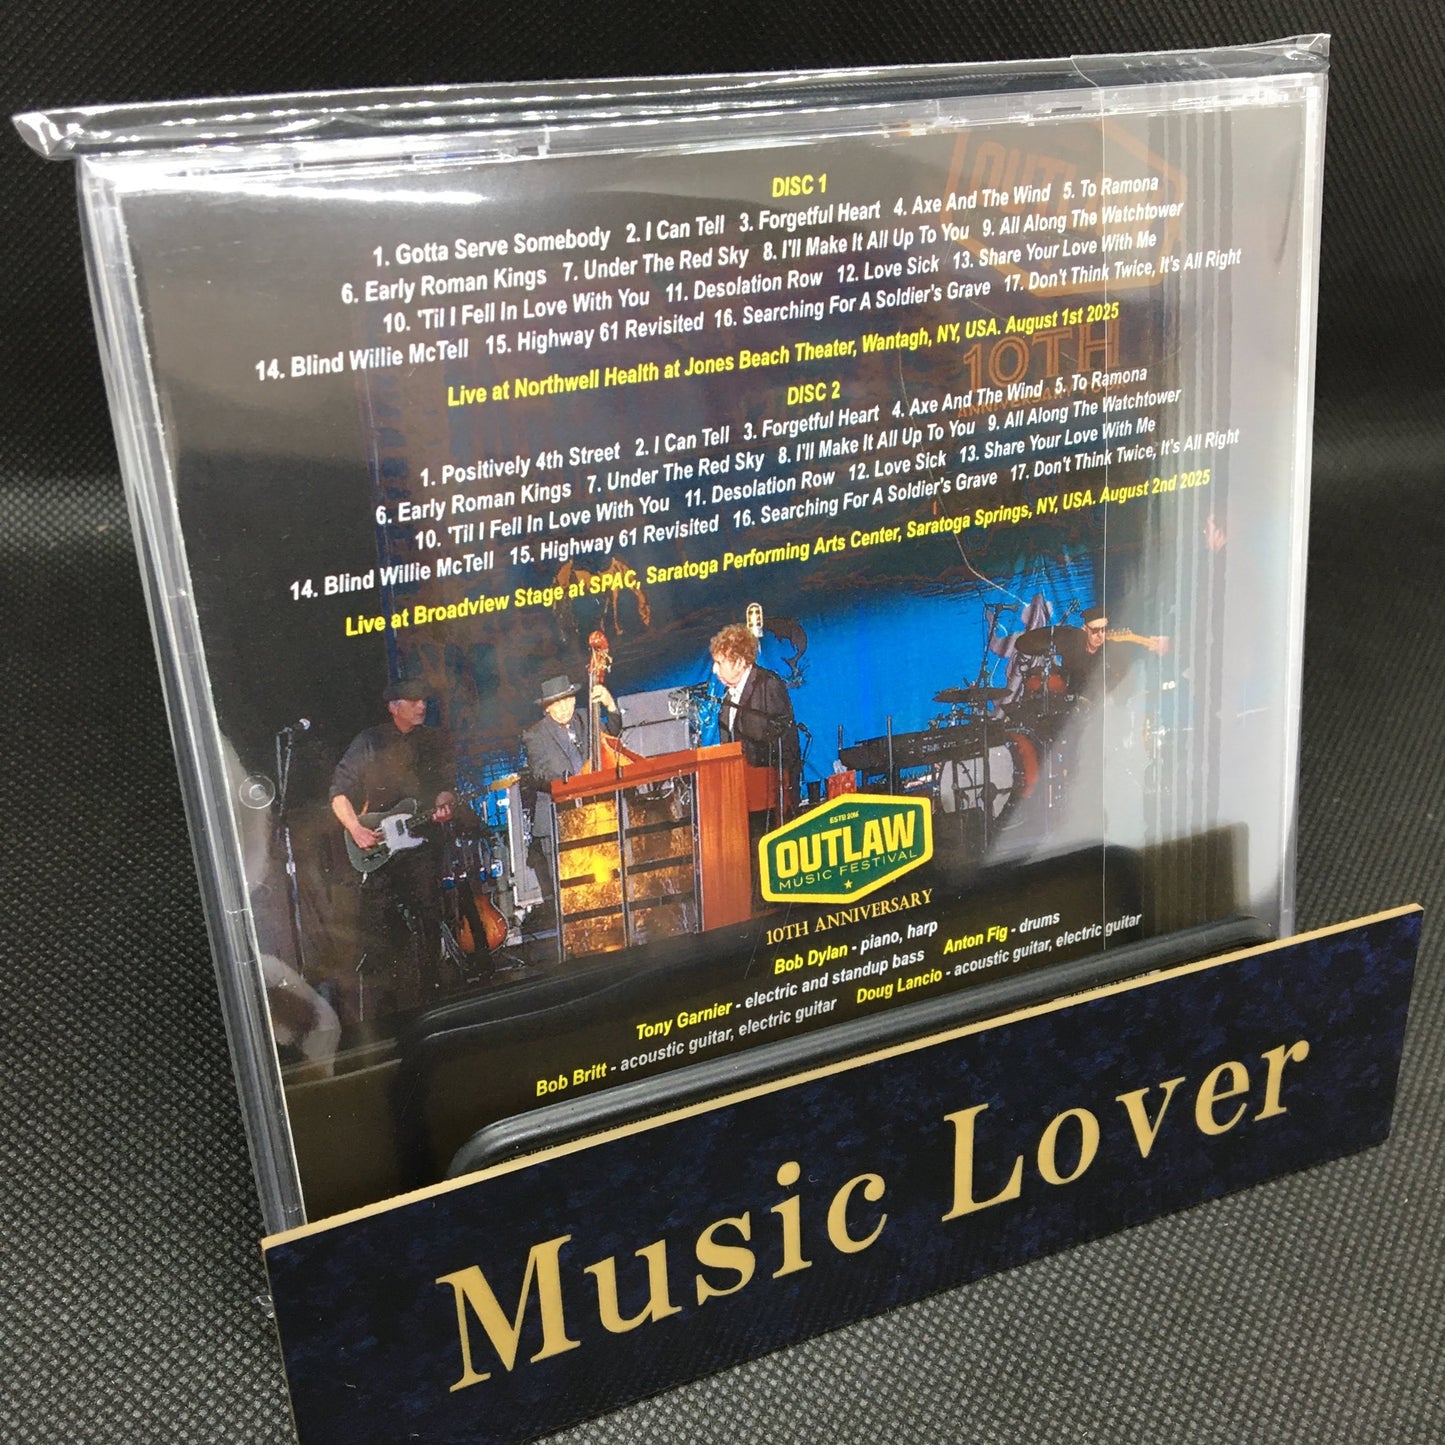 DISC 1
1. Gotta Serve Somebody 2. I Can Tell 3. Forgetful Heart 4. Axe And The Wind 5. To Ramona
6. Early Roman Kings 7. Under The Red Sky 8. I'll Make It All Up To You 9. All Along The Watchtower
10. 'Til I Fell In Love With You 11. Desolation Row 12. Love Sick 13. Share Your Love With Me
14. Blind Willie McTell 15. Highway 61 Revisited 16. Searching For A Soldier's Grave 17. Don't Think Twice, It's All Right
Live at Northwell Health at Jones Beach Theater, Wantagh, NY, USA. August 1st 2025
DISC 2
1. Positively 4th Street 2. I Can Tell 3. Forgetful Heart 4. Axe And The Wind 5. To Ramona
6. Early Roman Kings 7. Under The Red Sky 8. I'll Make It All Up To You 9. All Along The Watchtower
10. 'Til I Fell In Love With You 11. Desolation Row 12. Love Sick 13. Share Your Love With Me
14. Blind Willie McTell 15. Highway 61 Revisited 16. Searching For A Soldier's Grave 17. Don't Think Twice, It's All Right
Live at Broadview Stage at SPAC, Saratoga Performing Arts Center, Saratoga Springs, NY, USA. August 2nd 2025
OUTLAW
10TH
ANNIVERSARY TOUR
ESTD 2016
OUTLAW
MUSIC FESTIVAL
10TH ANNIVERSARY
Bob Dylan - piano, harp
Tony Garnier - electric and standup bass Anton Fig - drums
Bob Britt - acoustic guitar, electric guitar Doug Lancio - acoustic guitar, electric guitar
Music Lover